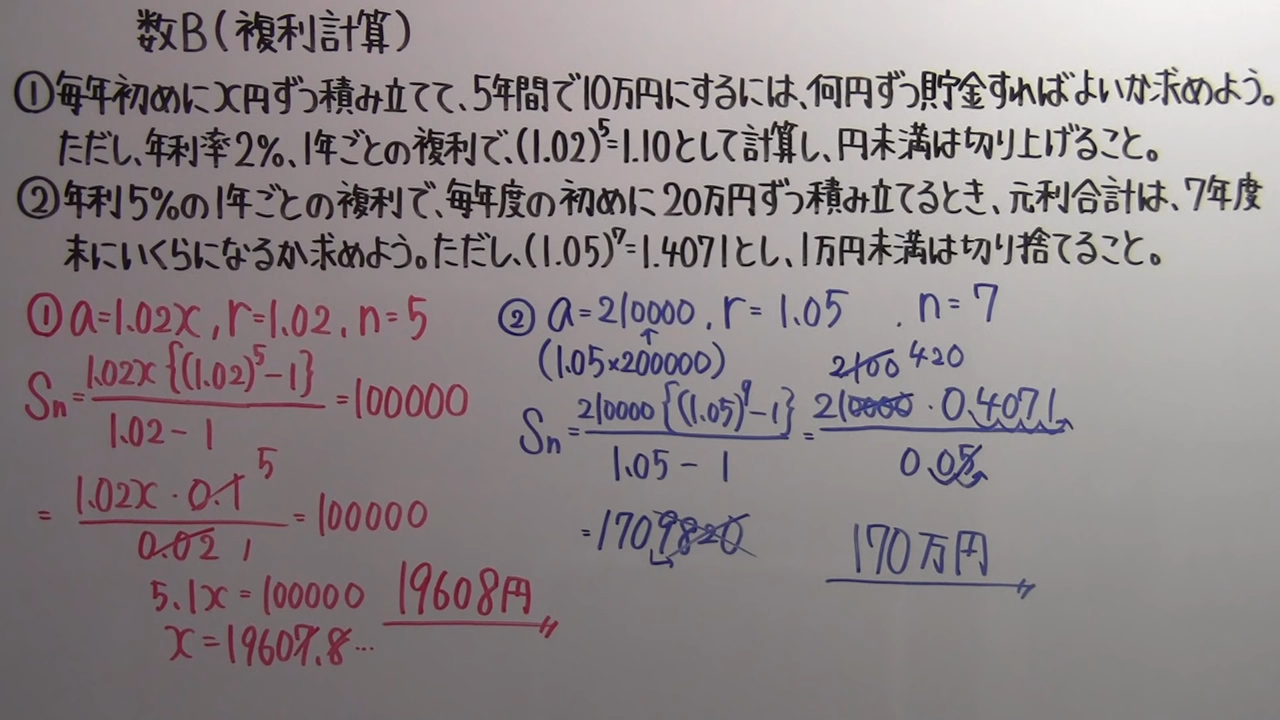 数B(複利計算)
①毎年初めにx円ずつ積み立てて、5年間で10万円にするには、何円ずつ貯金すればよいか求めよう。
ただし、年利率2%、1年ごとの複利で、(1.02)⁵=1.10として計算し、円未満は切り上げること。
②年利5%の1年ごとの複利で、毎年度の初めに20万円ずつ積み立てるとき、元利合計は、7年度
末にいくらになるか求めよう。ただし、(1.05)⁷=1.4071とし、1万円未満は切り捨てること。
① a=1.02x, r=1.02, n=5
Sn = 1.02x{(1.02)⁵-1} / 1.02-1 = 100000
= 1.02x・0.1 5 / 0.02 1 = 100000
5.1x=100000
x=19607.8…
19608円
② a=210000, r=1.05, n=7
(1.05×200000)
2100 420
Sn = 210000{(1.05)⁷-1} / 1.05-1 = 210000・0.4071 / 0.05
=1709820
170万円